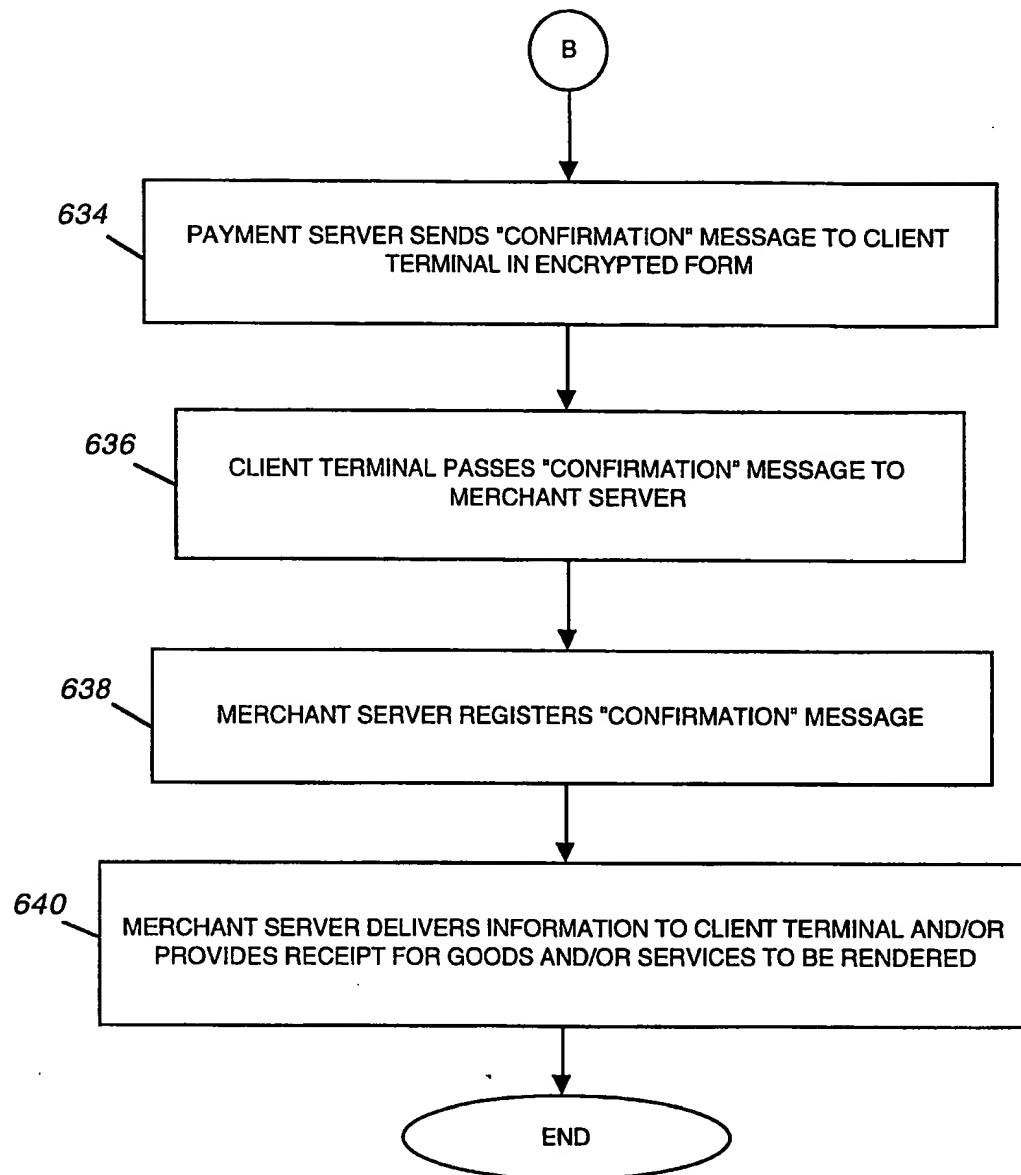 B
634
PAYMENT SERVER SENDS "CONFIRMATION" MESSAGE TO CLIENT
TERMINAL IN ENCRYPTED FORM
636
CLIENT TERMINAL PASSES "CONFIRMATION" MESSAGE TO
MERCHANT SERVER
638
MERCHANT SERVER REGISTERS "CONFIRMATION" MESSAGE
640
MERCHANT SERVER DELIVERS INFORMATION TO CLIENT TERMINAL AND/OR
PROVIDES RECEIPT FOR GOODS AND/OR SERVICES TO BE RENDERED
END